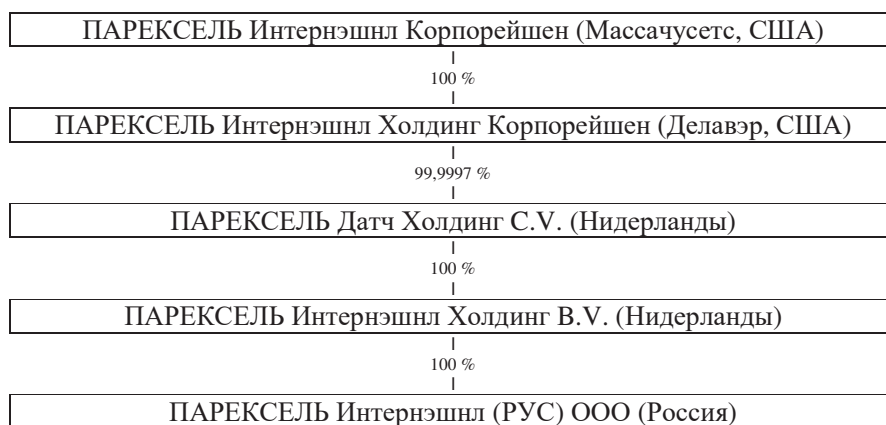 ПАРЕКСЕЛЬ Интернэшнл Корпорейшен (Массачусетс, США)
100 %
ПАРЕКСЕЛЬ Интернэшнл Холдинг Корпорейшен (Делавэр, США)
99,9997 %
ПАРЕКСЕЛЬ Датч Холдинг C.V. (Нидерланды)
100 %
ПАРЕКСЕЛЬ Интернэшнл Холдинг B.V. (Нидерланды)
100 %
ПАРЕКСЕЛЬ Интернэшнл (РУС) ООО (Россия)